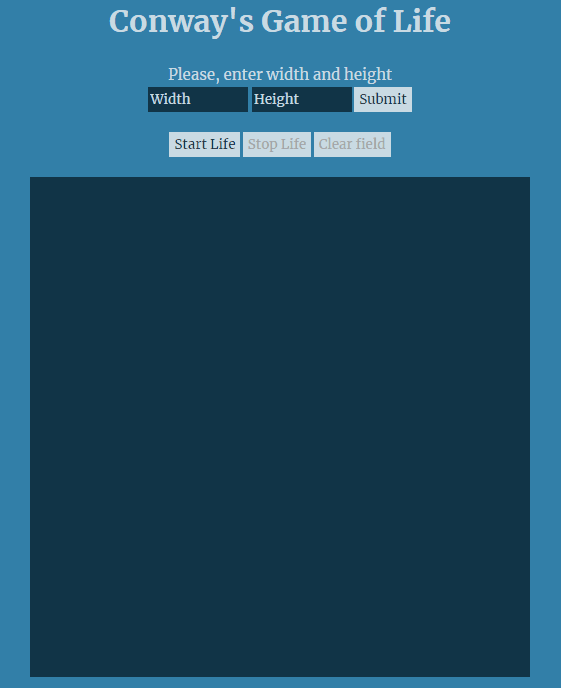 Conway's Game of Life
Please, enter width and height
Width Height Submit
Start Life Stop Life Clear field